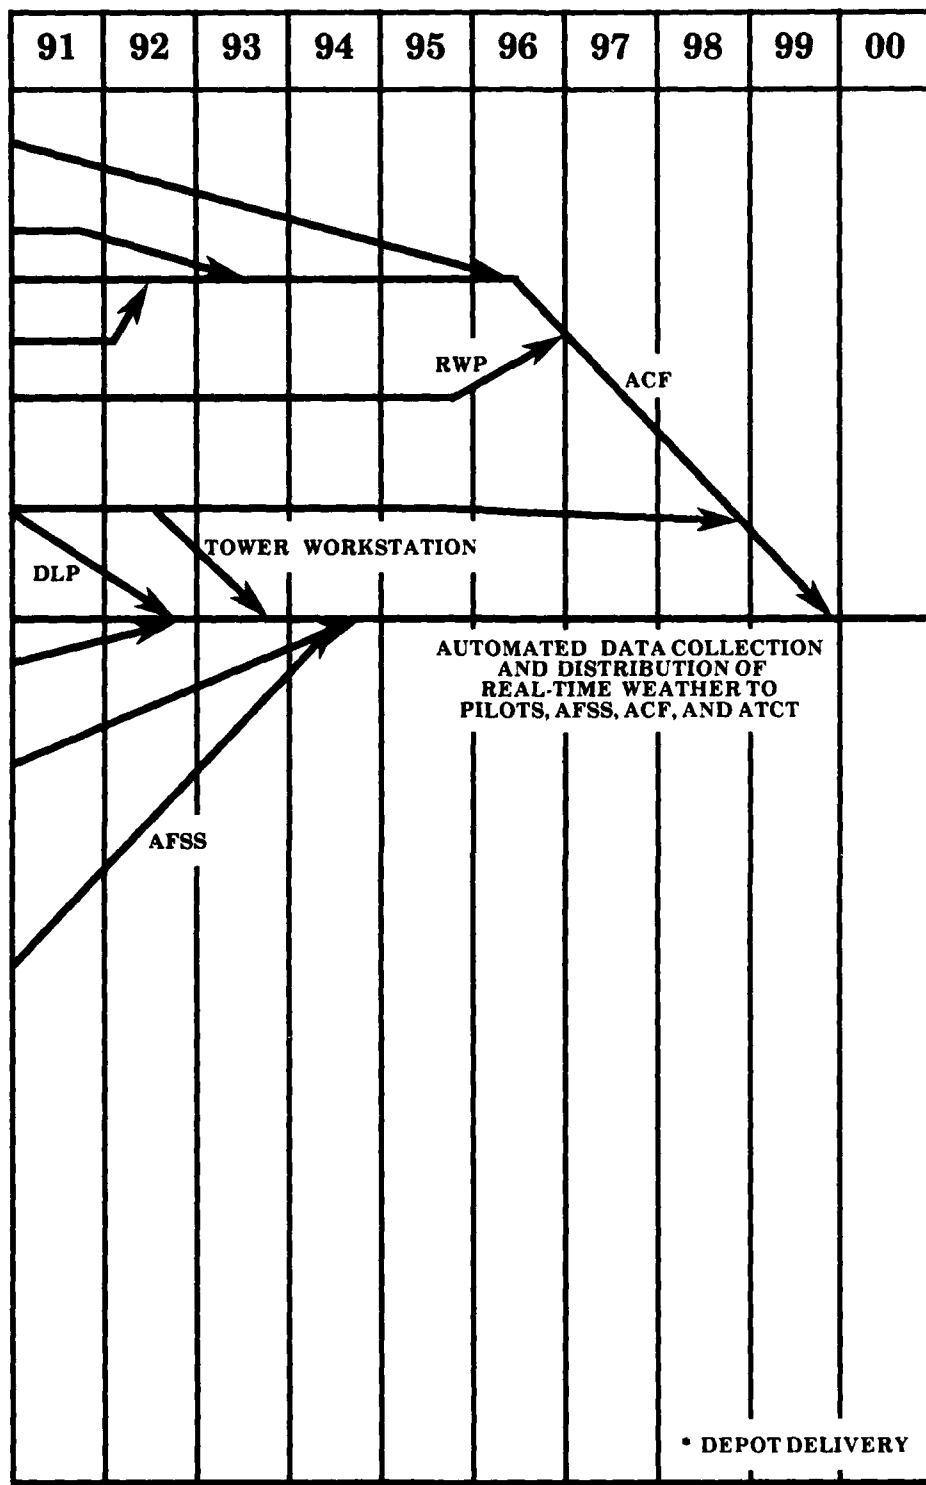 91 92 93 94 95 96 97 98 99 00
RWP
ACF
TOWER WORKSTATION
DLP
AUTOMATED DATA COLLECTION
AND DISTRIBUTION OF
REAL-TIME WEATHER TO
PILOTS, AFSS, ACF, AND ATCT
AFSS
* DEPOT DELIVERY